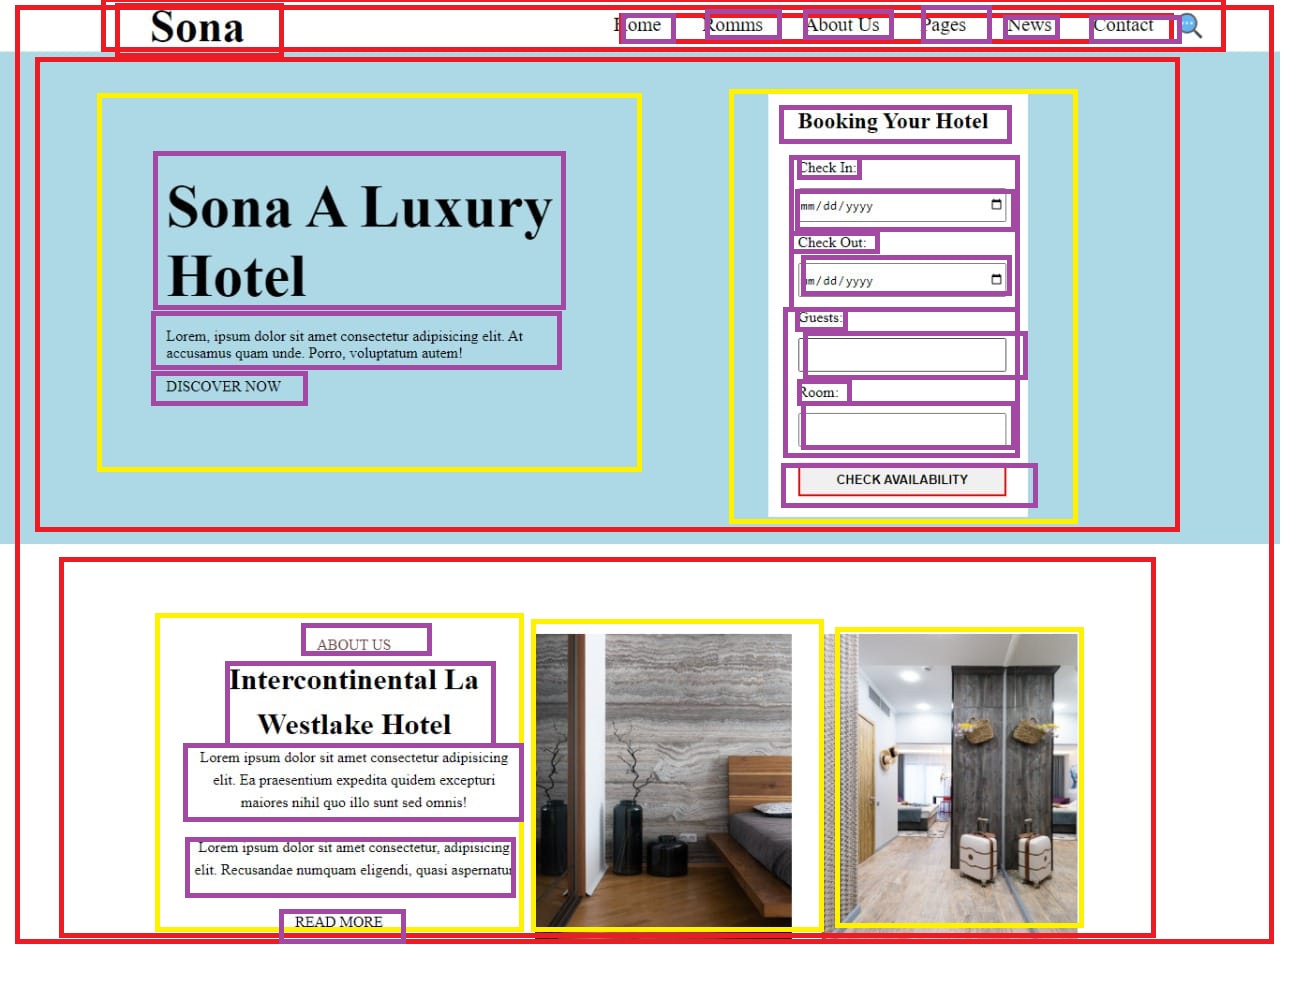 Sona
Home Romms About Us Pages News Contact
Sona A Luxury
Hotel
Lorem, ipsum dolor sit amet consectetur adipisicing elit. At
accusamus quam unde. Porro, voluptatum autem!
DISCOVER NOW
Booking Your Hotel
Check In:
mm/dd/yyyy
Check Out:
mm/dd/yyyy
Guests:
Room:
CHECK AVAILABILITY
ABOUT US
Intercontinental La
Westlake Hotel
Lorem ipsum dolor sit amet consectetur adipisicing
elit. Ea praesentium expedita quidem excepturi
maiores nihil quo illo sunt sed omnis!
Lorem ipsum dolor sit amet consectetur, adipisicing
elit. Recusandae numquam eligendi, quasi aspernatur
READ MORE